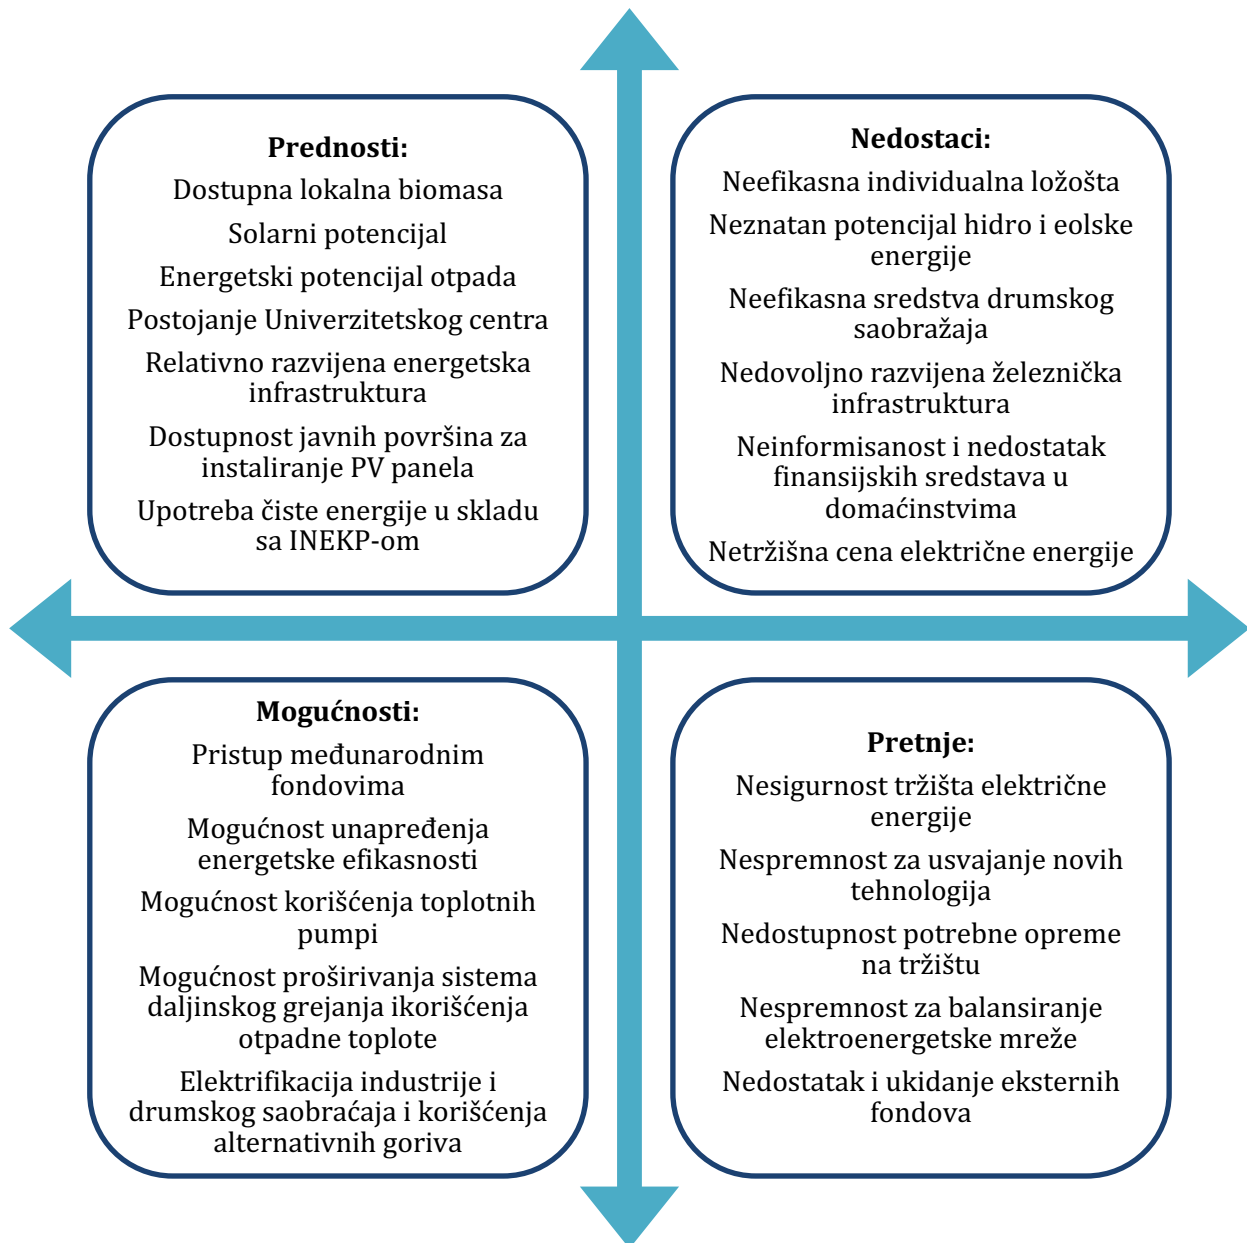 Prednosti:
Dostupna lokalna biomasa
Solarni potencijal
Energetski potencijal otpada
Postojanje Univerzitetskog centra
Relativno razvijena energetska
infrastruktura
Dostupnost javnih površina za
instaliranje PV panela
Upotreba čiste energije u skladu
sa INEKP-om
Nedostaci:
Neefikasna individualna ložošta
Neznatan potencijal hidro i eolske
energije
Neefikasna sredstva drumskog
saobražaja
Nedovoljno razvijena železnička
infrastruktura
Neinformisanost i nedostatak
finansijskih sredstava u
domaćinstvima
Netržišna cena električne energije
Mogućnosti:
Pristup međunarodnim
fondovima
Mogućnost unapređenja
energetske efikasnosti
Mogućnost korišćenja toplotnih
pumpi
Mogućnost proširivanja sistema
daljinskog grejanja ikorišćenja
otpadne toplote
Elektrifikacija industrije i
drumskog saobraćaja i korišćenja
alternativnih goriva
Pretnje:
Nesigurnost tržišta električne
energije
Nespremnost za usvajanje novih
tehnologija
Nedostupnost potrebne opreme
na tržištu
Nespremnost za balansiranje
elektroenergetske mreže
Nedostatak i ukidanje eksternih
fondova